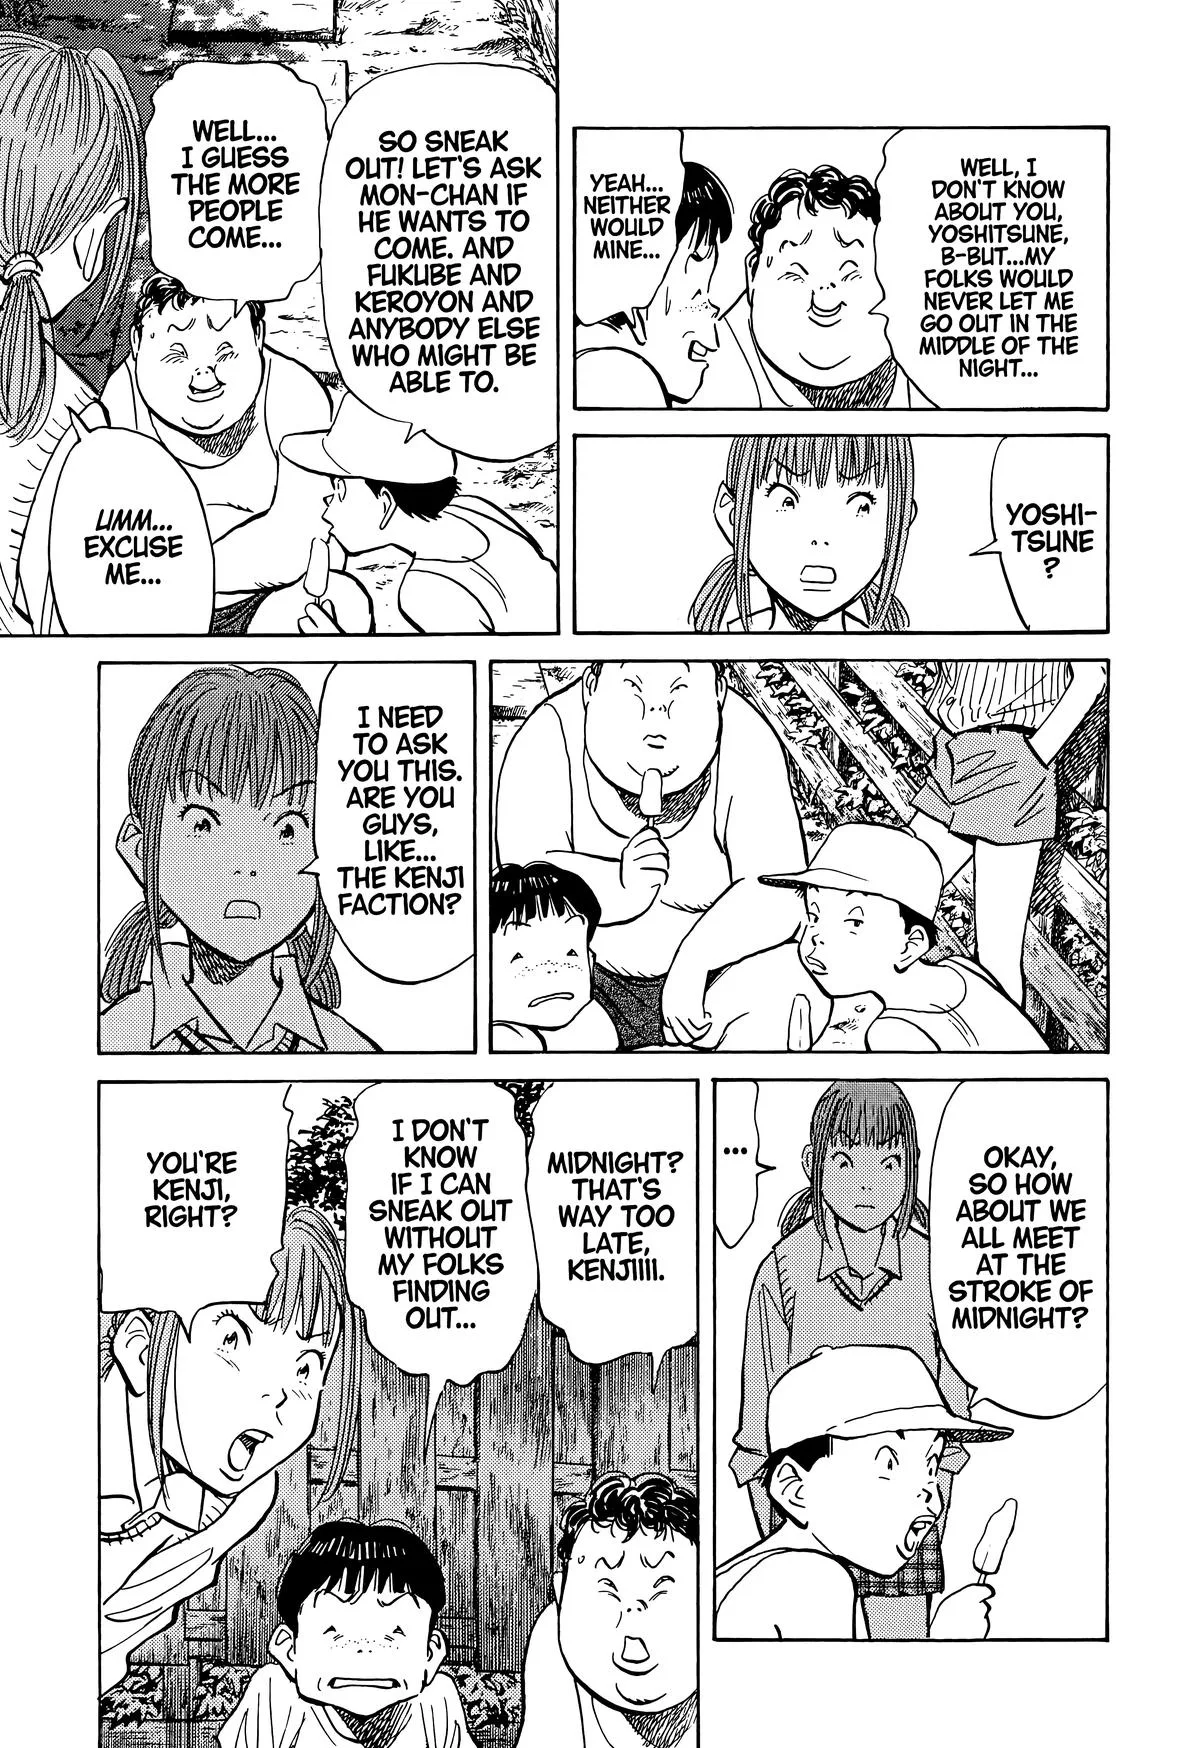 WELL, I
DON'T KNOW
ABOUT YOU,
YOSHITSUNE,
B-BUT...MY
FOLKS WOULD
NEVER LET ME
GO OUT IN THE
MIDDLE OF THE
NIGHT...
YEAH...
NEITHER
WOULD
MINE...
YOSHI-
TSUNE
?
SO SNEAK
OUT! LET'S ASK
MON-CHAN IF
HE WANTS TO
COME. AND
FUKUBE AND
KEROYON AND
ANYBODY ELSE
WHO MIGHT BE
ABLE TO.
WELL...
I GUESS
THE MORE
PEOPLE
COME...
UMM...
EXCUSE
ME...
I NEED
TO ASK
YOU THIS.
ARE YOU
GUYS,
LIKE...
THE KENJI
FACTION?
OKAY,
SO HOW
ABOUT WE
ALL MEET
AT THE
STROKE OF
MIDNIGHT?
...
MIDNIGHT?
THAT'S
WAY TOO
LATE,
KENJIIII.
I DON'T
KNOW
IF I CAN
SNEAK OUT
WITHOUT
MY FOLKS
FINDING
OUT...
YOU'RE
KENJI,
RIGHT?